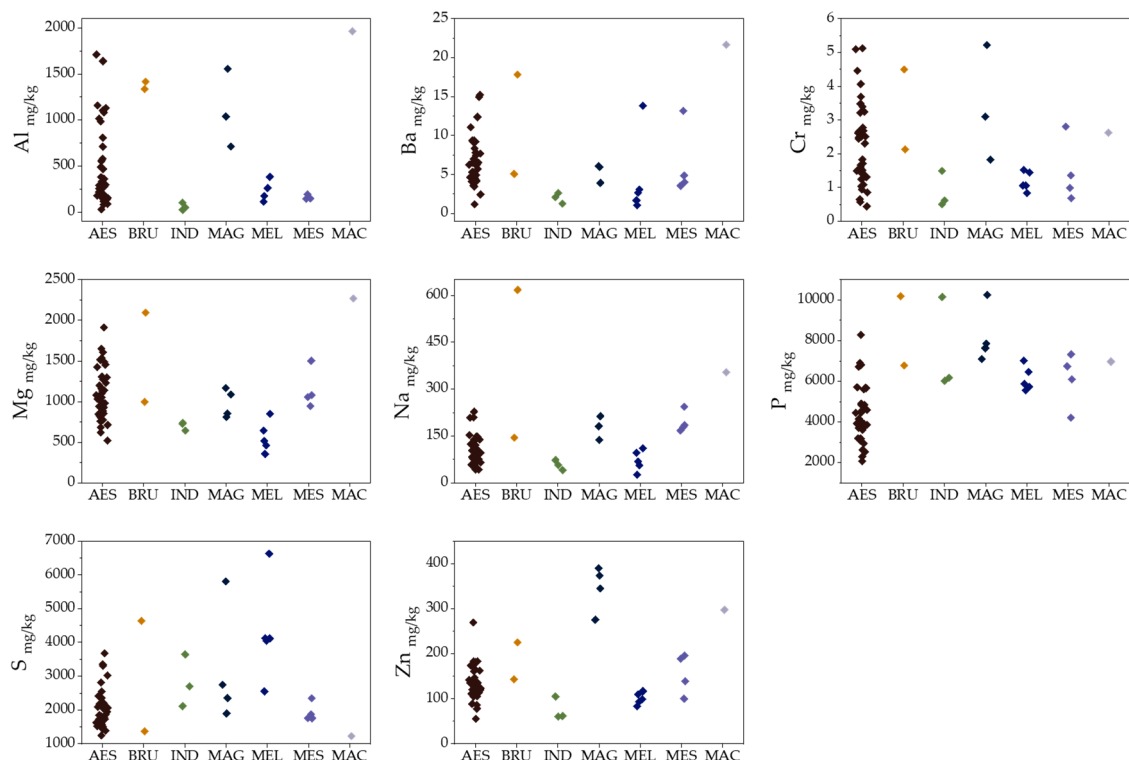 Al mg/kg
2000
1500
1000
500
0
AES BRU IND MAG MEL MES MAC
Ba mg/kg
25
20
15
10
5
0
AES BRU IND MAG MEL MES MAC
Cr mg/kg
6
5
4
3
2
1
0
AES BRU IND MAG MEL MES MAC
Mg mg/kg
2500
2000
1500
1000
500
0
AES BRU IND MAG MEL MES MAC
Na mg/kg
600
450
300
150
0
AES BRU IND MAG MEL MES MAC
P mg/kg
10000
8000
6000
4000
2000
AES BRU IND MAG MEL MES MAC
S mg/kg
7000
6000
5000
4000
3000
2000
1000
AES BRU IND MAG MEL MES MAC
Zn mg/kg
400
300
200
100
0
AES BRU IND MAG MEL MES MAC